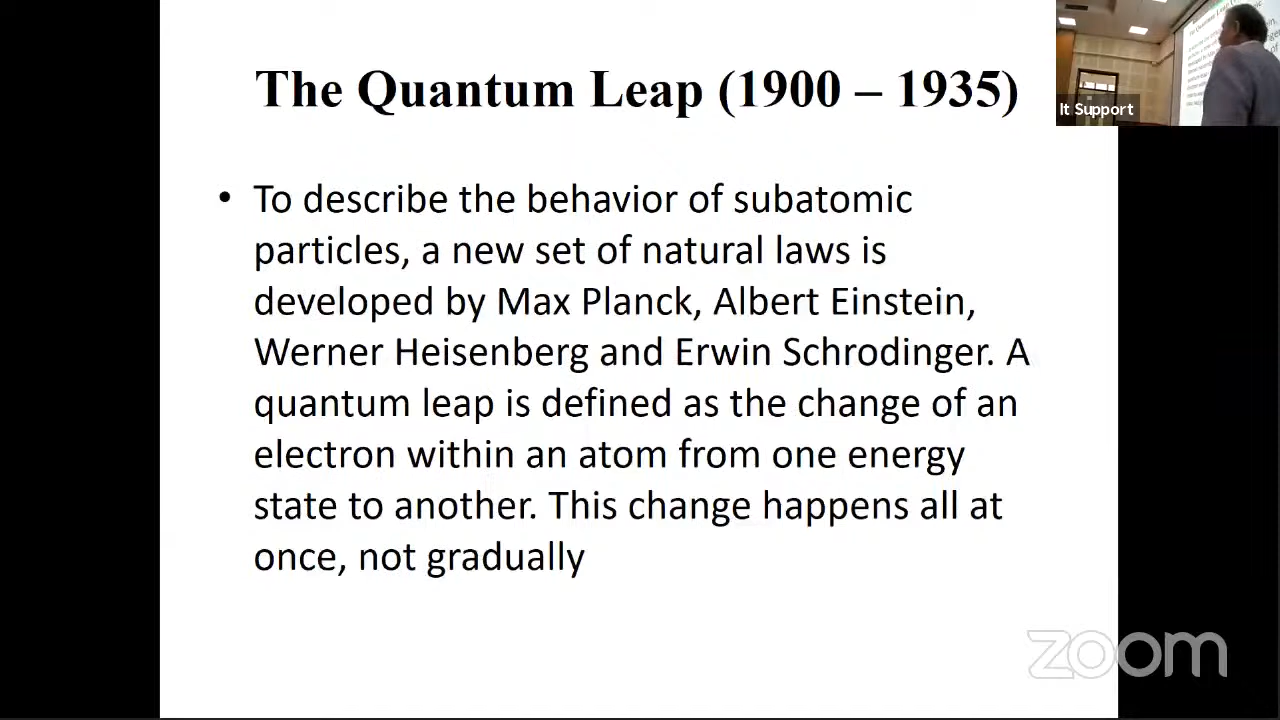 The Quantum Leap (1900 – 1935)
It Support
• To describe the behavior of subatomic
particles, a new set of natural laws is
developed by Max Planck, Albert Einstein,
Werner Heisenberg and Erwin Schrodinger. A
quantum leap is defined as the change of an
electron within an atom from one energy
state to another. This change happens all at
once, not gradually
zoom